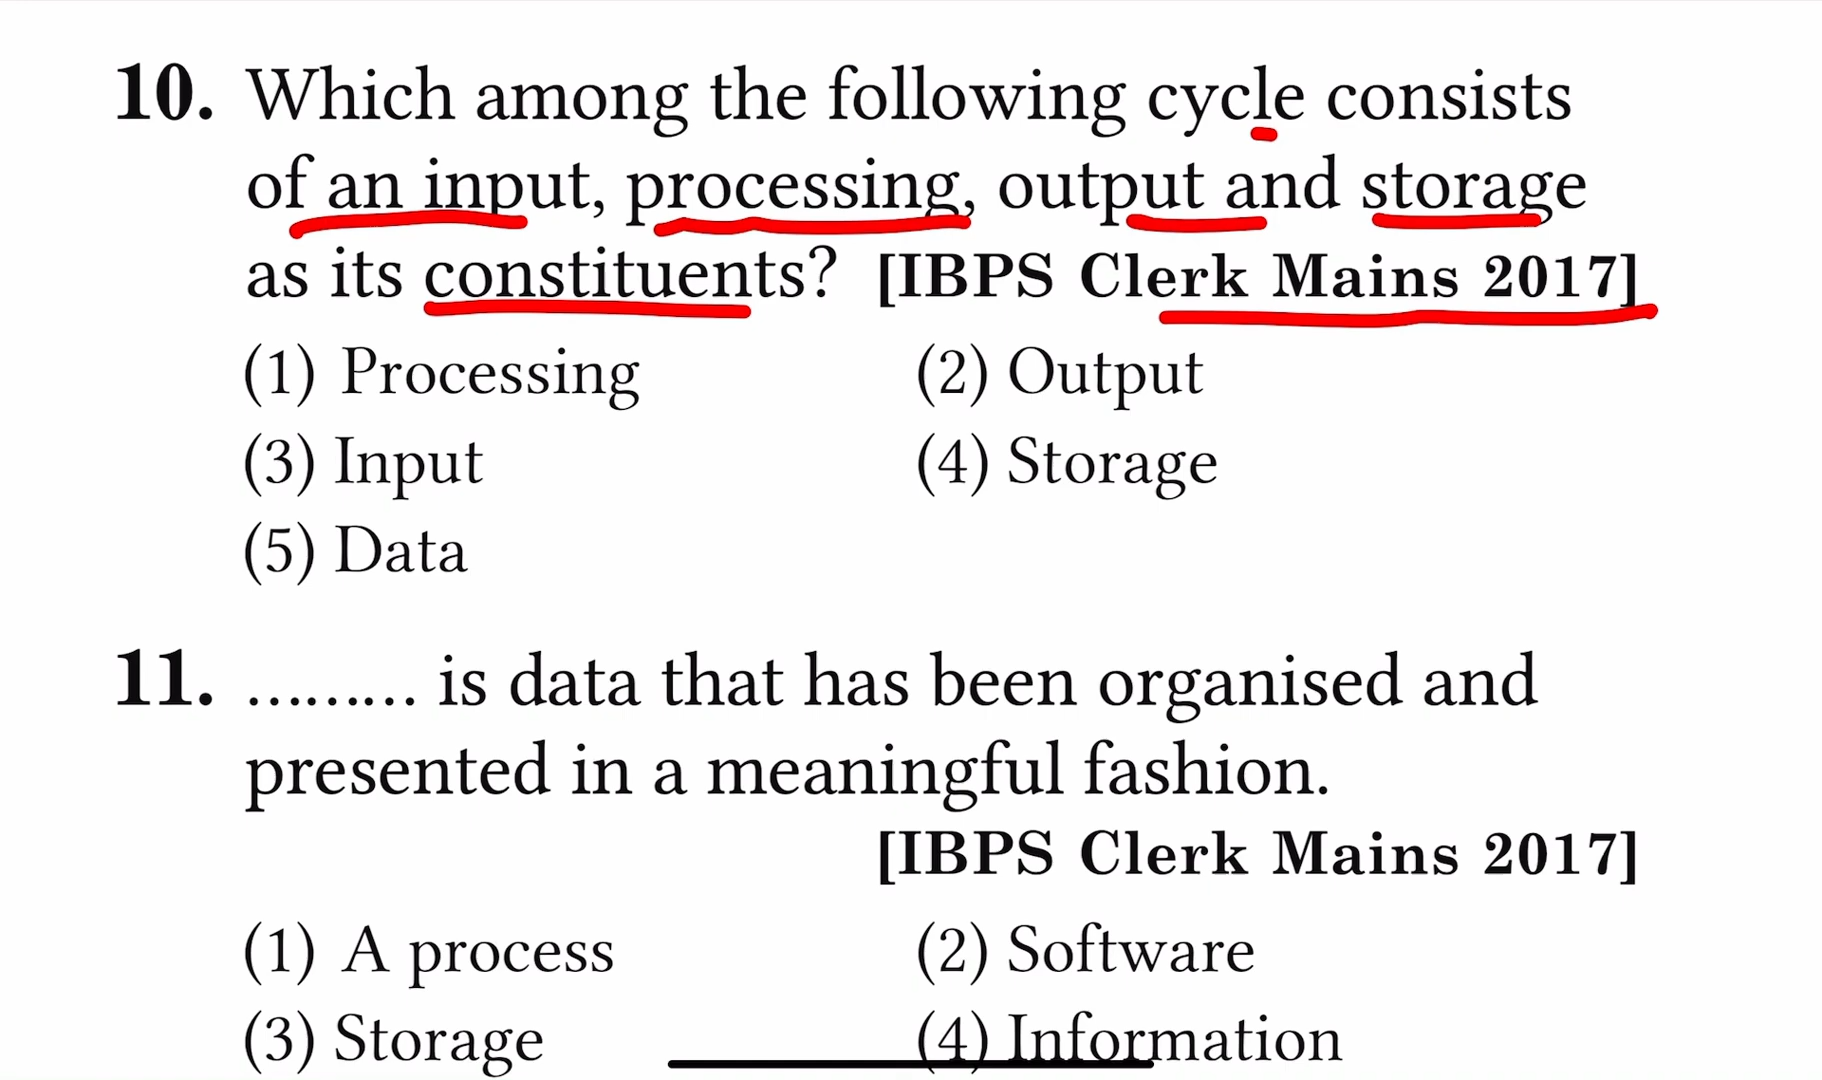 10. Which among the following cycle consists
of an input, processing, output and storage
as its constituents? [IBPS Clerk Mains 2017]
(1) Processing (2) Output
(3) Input (4) Storage
(5) Data
11. ......... is data that has been organised and
presented in a meaningful fashion.
[IBPS Clerk Mains 2017]
(1) A process (2) Software
(3) Storage (4) Information